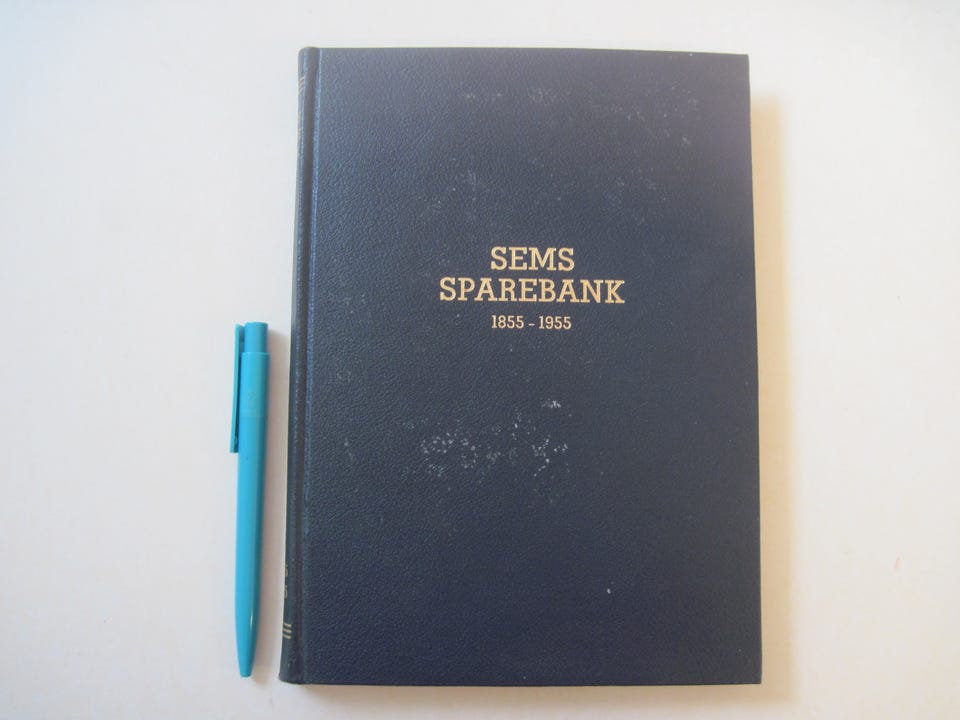 SEMS
SPAREBANK
1855 - 1955